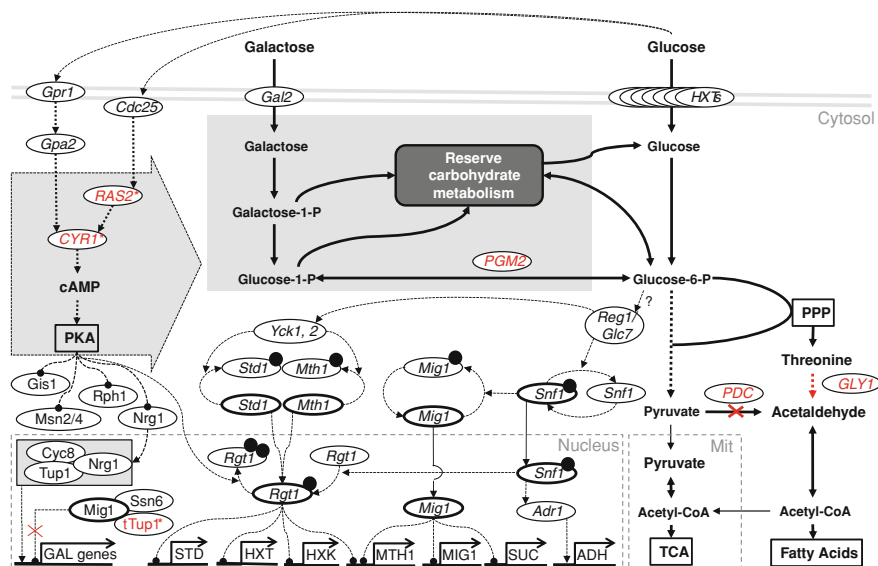 Galactose
Glucose
Gpr1
Cdc25
Gal2
HXTs
Cytosol
Gpa2
Galactose
Reserve
carbohydrate
metabolism
Glucose
RAS2*
Galactose-1-P
CYR1*
PGM2
cAMP
Glucose-1-P
Glucose-6-P
?
PPP
PKA
Yck1, 2
Reg1/
Glc7
Threonine
Gis1
Rph1
Std1
Mth1
Mig1
Snf1
Snf1
PDC
GLY1
Msn2/4
Nrg1
Std1
Mth1
Mig1
Pyruvate
Acetaldehyde
Nucleus
Mit
Cyc8
Tup1
Nrg1
Rgt1
Rgt1
Snf1
Pyruvate
Mig1
Ssn6
tTup1*
Rgt1
Mig1
Adr1
Acetyl-CoA
Acetyl-CoA
GAL genes
STD
HXT
HXK
MTH1
MIG1
SUC
ADH
TCA
Fatty Acids